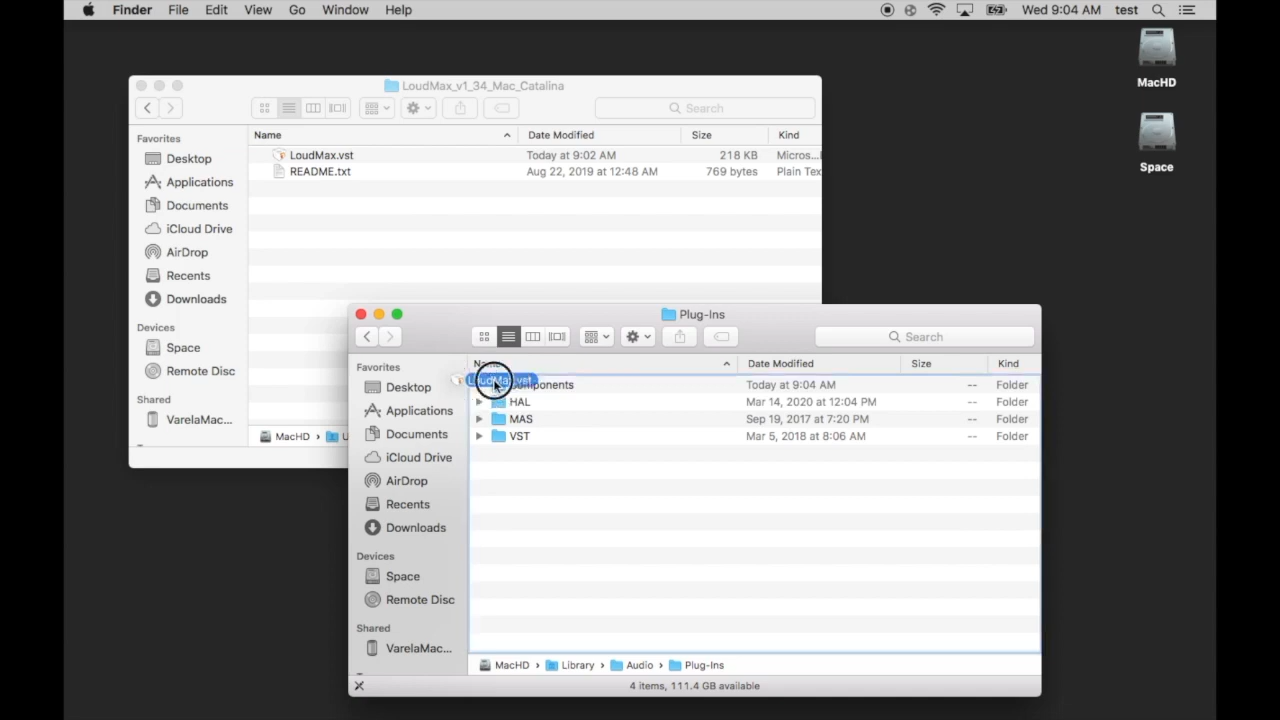 Finder File Edit View Go Window Help Wed 9:04 AM test
MacHD
Space
LoudMax_v1_34_Mac_Catalina
Search
Favorites
Desktop
Applications
Documents
iCloud Drive
AirDrop
Recents
Downloads
Devices
Space
Remote Disc
Shared
VarelaMac...
Name Date Modified Size Kind
LoudMax.vst Today at 9:02 AM 218 KB Micros...
README.txt Aug 22, 2019 at 12:48 AM 769 bytes Plain Tex
MacHD › U
Plug-Ins
Search
Favorites
Desktop
Applications
Documents
iCloud Drive
AirDrop
Recents
Downloads
Devices
Space
Remote Disc
Shared
VarelaMac...
Name Date Modified Size Kind
LoudMax.vst
Components Today at 9:04 AM -- Folder
HAL Mar 14, 2020 at 12:04 PM -- Folder
MAS Sep 19, 2017 at 7:20 PM -- Folder
VST Mar 5, 2018 at 8:06 AM -- Folder
MacHD › Library › Audio › Plug-Ins
4 items, 111.4 GB available